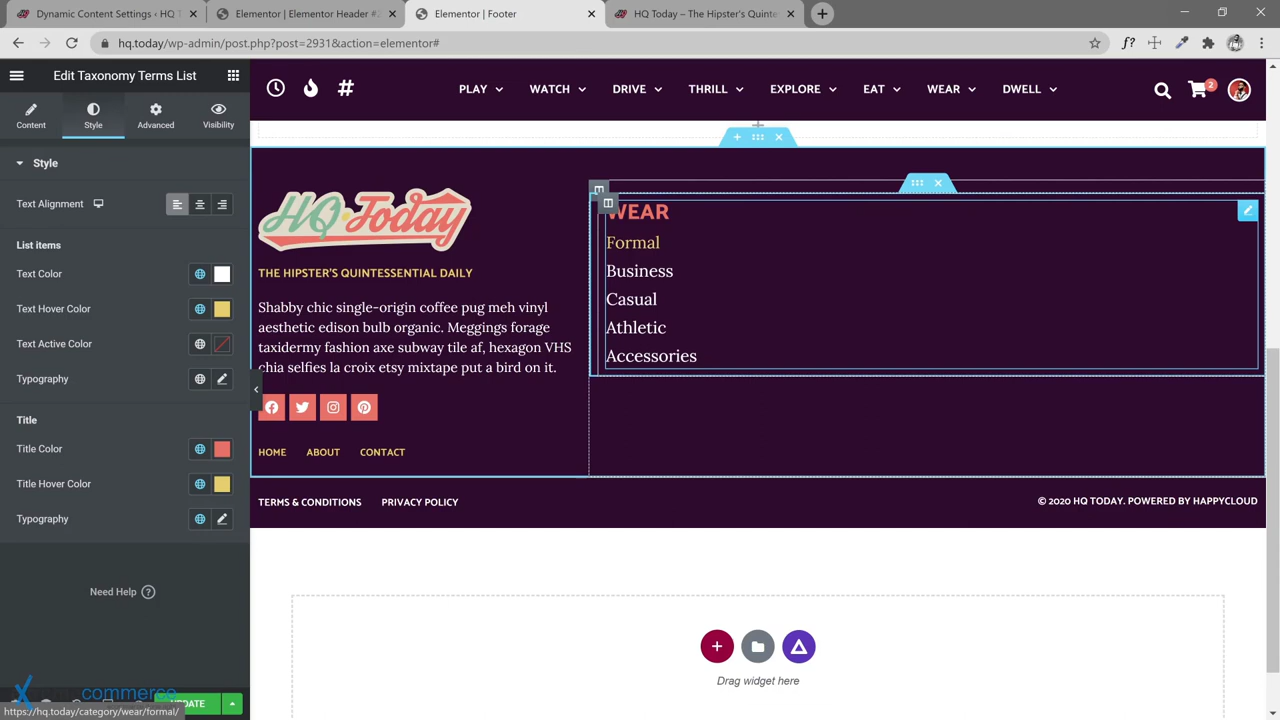 Dynamic Content Settings ‹ HQ T
Elementor | Elementor Header #2
Elementor | Footer
HQ Today – The Hipster's Quinte
hq.today/wp-admin/post.php?post=2931&action=elementor#
Edit Taxonomy Terms List
Content
Style
Advanced
Visibility
Style
Text Alignment
List items
Text Color
Text Hover Color
Text Active Color
Typography
Title
Title Color
Title Hover Color
Typography
Need Help
UPDATE
commerce
https://hq.today/category/wear/formal/
PLAY
WATCH
DRIVE
THRILL
EXPLORE
EAT
WEAR
DWELL
2
HQ Today
THE HIPSTER'S QUINTESSENTIAL DAILY
Shabby chic single-origin coffee pug meh vinyl
aesthetic edison bulb organic. Meggings forage
taxidermy fashion axe subway tile af, hexagon VHS
chia selfies la croix etsy mixtape put a bird on it.
HOME
ABOUT
CONTACT
WEAR
Formal
Business
Casual
Athletic
Accessories
TERMS & CONDITIONS
PRIVACY POLICY
© 2020 HQ TODAY. POWERED BY HAPPYCLOUD
Drag widget here